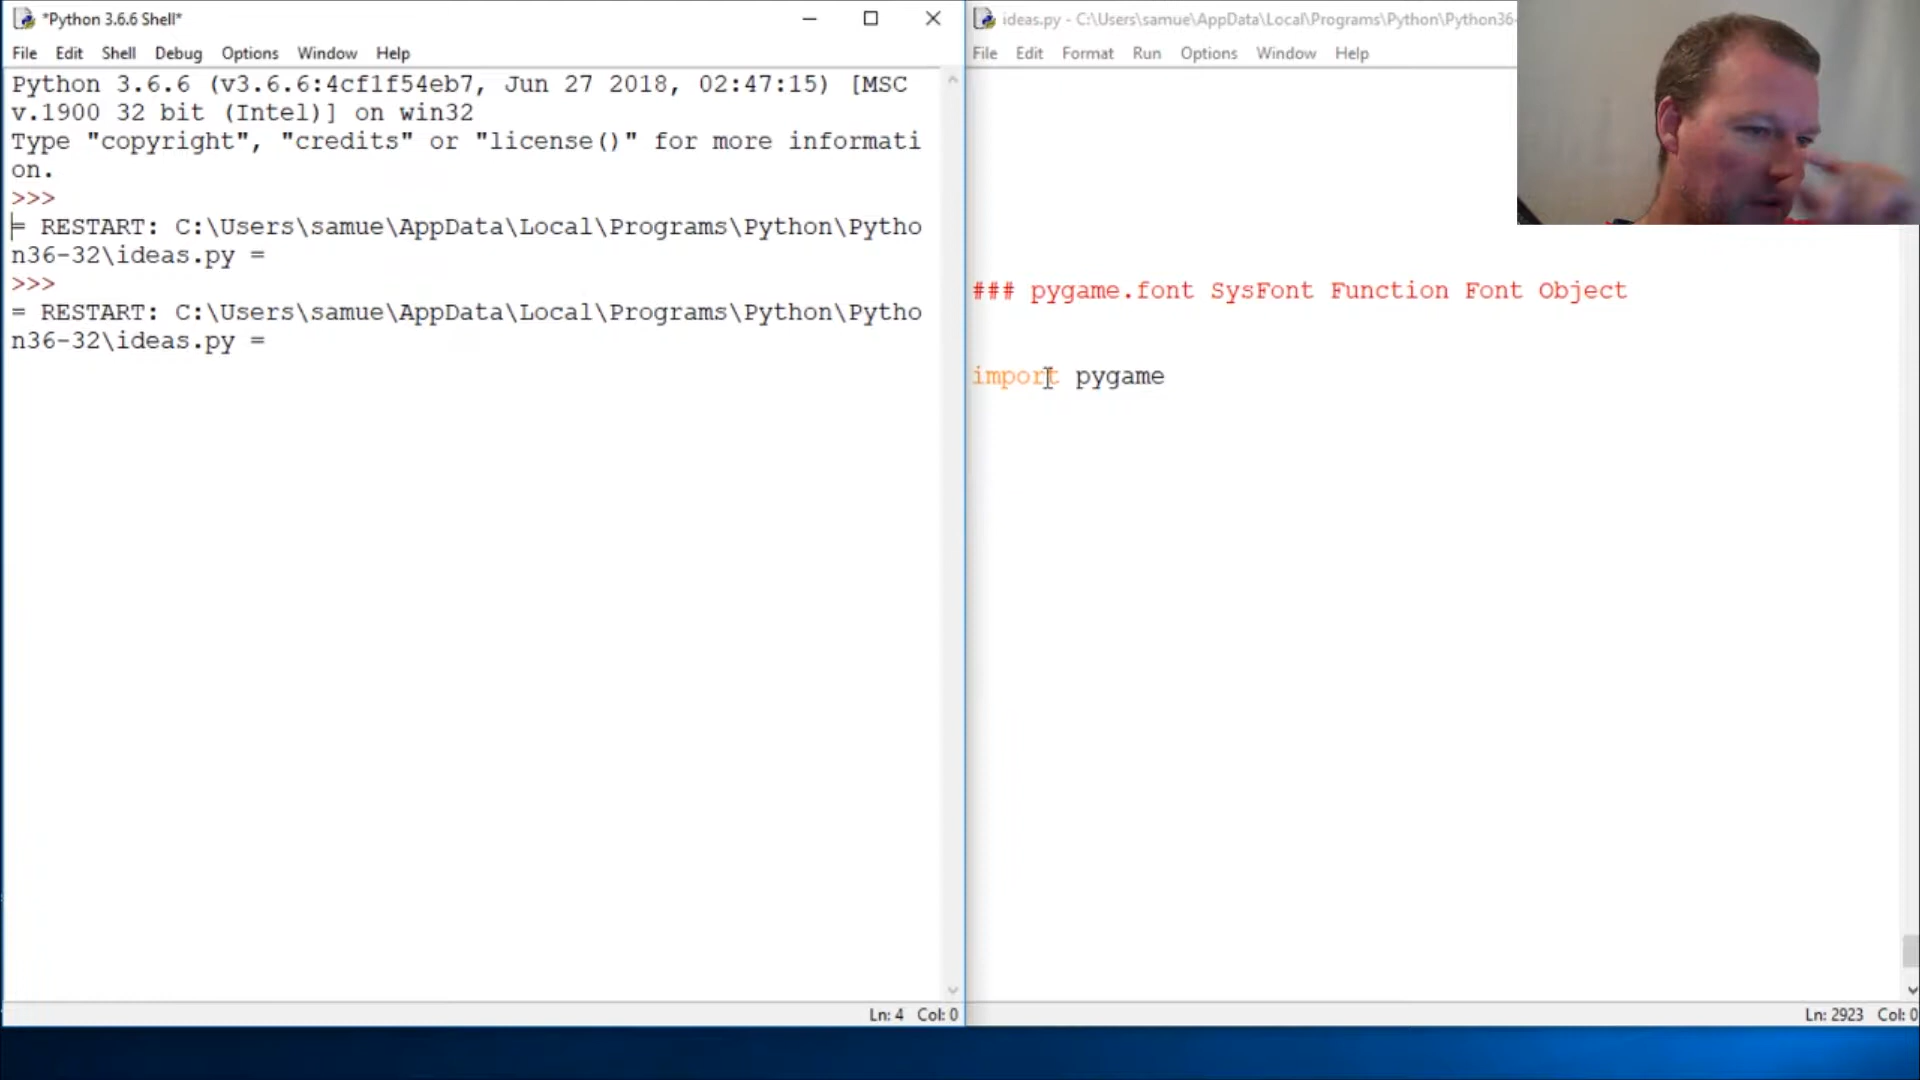 *Python 3.6.6 Shell*
File Edit Shell Debug Options Window Help
Python 3.6.6 (v3.6.6:4cf1f54eb7, Jun 27 2018, 02:47:15) [MSC
v.1900 32 bit (Intel)] on win32
Type "copyright", "credits" or "license()" for more informati
on.
>>>
= RESTART: C:\Users\samue\AppData\Local\Programs\Python\Pytho
n36-32\ideas.py =
>>>
= RESTART: C:\Users\samue\AppData\Local\Programs\Python\Pytho
n36-32\ideas.py =
Ln: 4 Col: 0
ideas.py - C:\Users\samue\AppData\Local\Programs\Python\Python36-
File Edit Format Run Options Window Help
### pygame.font SysFont Function Font Object
import pygame
Ln: 2923 Col: 0